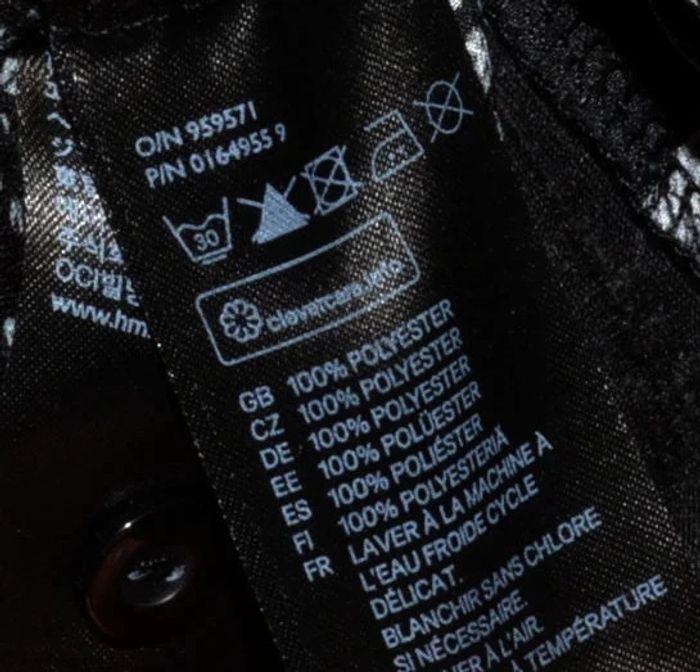 O/N 959571
P/N 0164955 9
30
clevercare.info
GB 100% POLYESTER
CZ 100% POLYESTER
DE 100% POLYESTER
EE 100% POLÜESTER
ES 100% POLIÉSTER
FI 100% POLYESTERIÄ
FR LAVER À LA MACHINE À
L'EAU FROIDE CYCLE
DÉLICAT.
BLANCHIR SANS CHLORE
SI NÉCESSAIRE.
À L'AIR.
TEMPÉRATURE
www.hm.